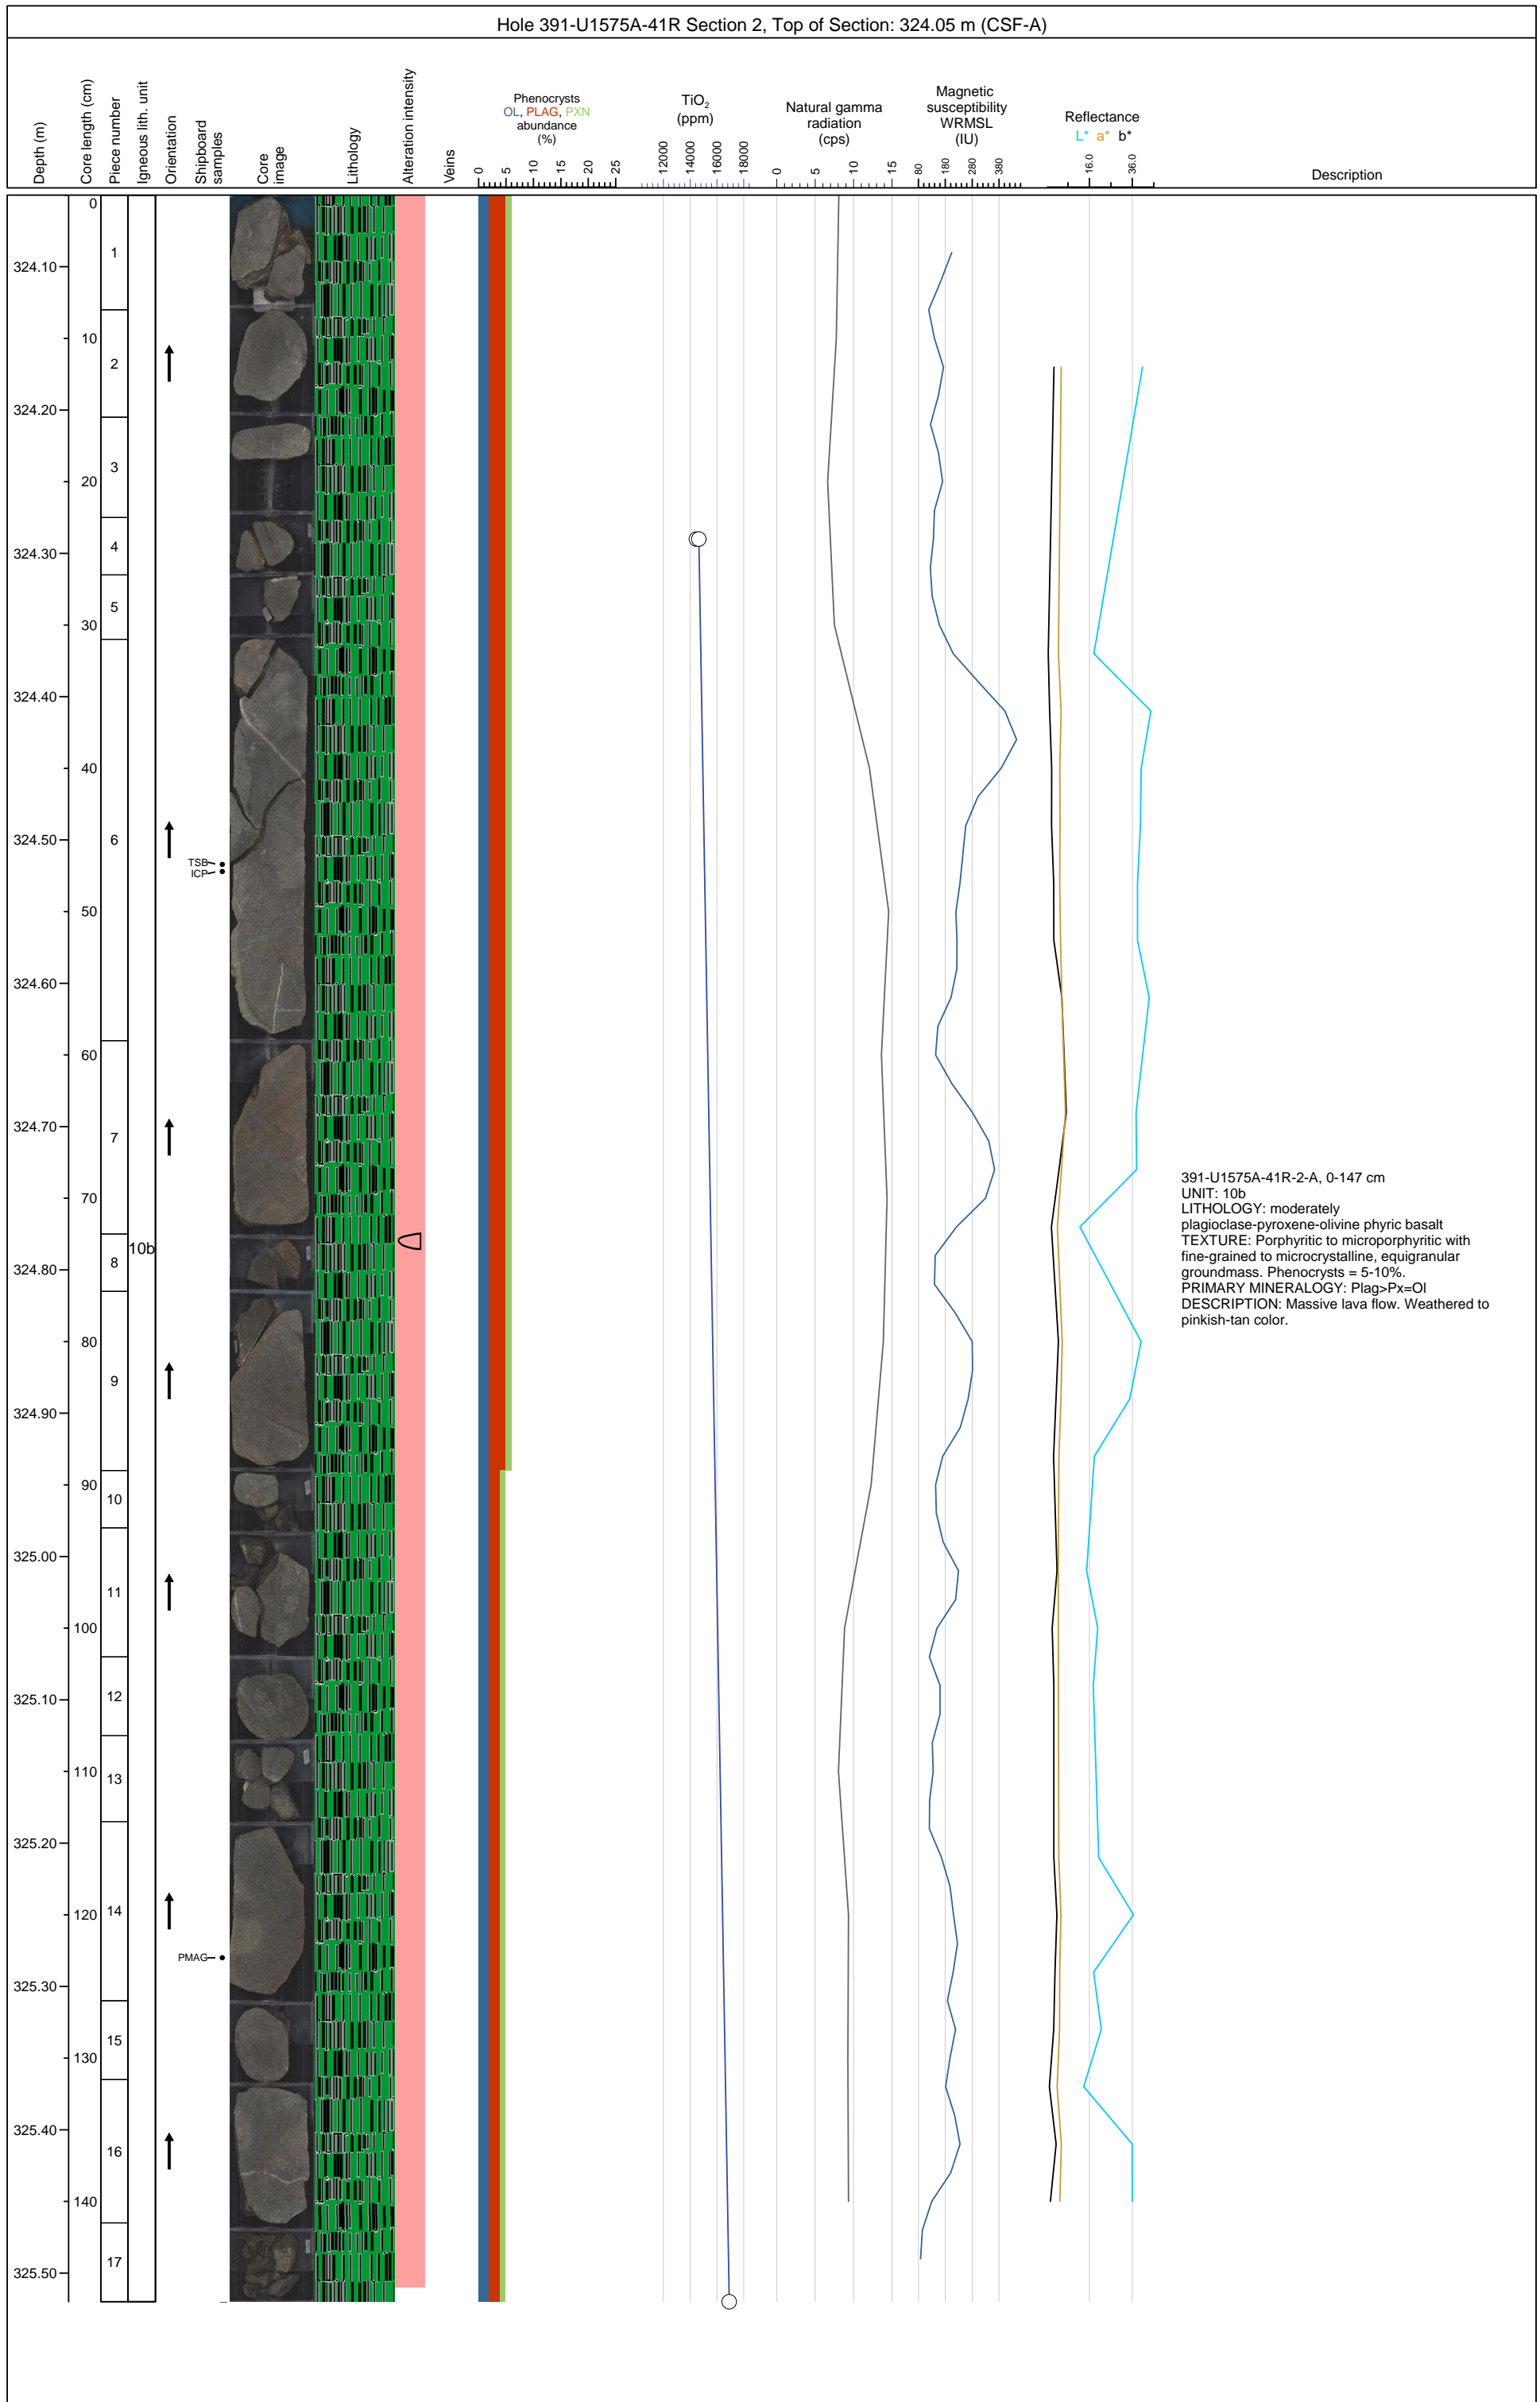 Hole 391-U1575A-41R Section 2, Top of Section: 324.05 m (CSF-A)
Depth (m)
Core length (cm)
Piece number
Igneous lith. unit
Orientation
Shipboard
samples
Core
image
Lithology
Alteration intensity
Veins
Phenocrysts
OL, PLAG, PXN
abundance
(%)
0 5 10 15 20 25
TiO2
(ppm)
12000 14000 16000 18000
Natural gamma
radiation
(cps)
0 5 10 15
Magnetic
susceptibility
WRMSL
(IU)
80 180 280 380
Reflectance
L* a* b*
16.0 36.0
Description
0
1
324.10
10
2
324.20
3
20
4
324.30
5
30
324.40
40
6
324.50
TSB
ICP
50
324.60
60
324.70
7
70
10b
8
324.80
80
9
324.90
90
10
325.00
11
100
325.10
12
110
13
325.20
14
120
PMAG
325.30
15
130
325.40
16
140
17
325.50
391-U1575A-41R-2-A, 0-147 cm
UNIT: 10b
LITHOLOGY: moderately
plagioclase-pyroxene-olivine phyric basalt
TEXTURE: Porphyritic to microporphyritic with
fine-grained to microcrystalline, equigranular
groundmass. Phenocrysts = 5-10%.
PRIMARY MINERALOGY: Plag>Px=Ol
DESCRIPTION: Massive lava flow. Weathered to
pinkish-tan color.